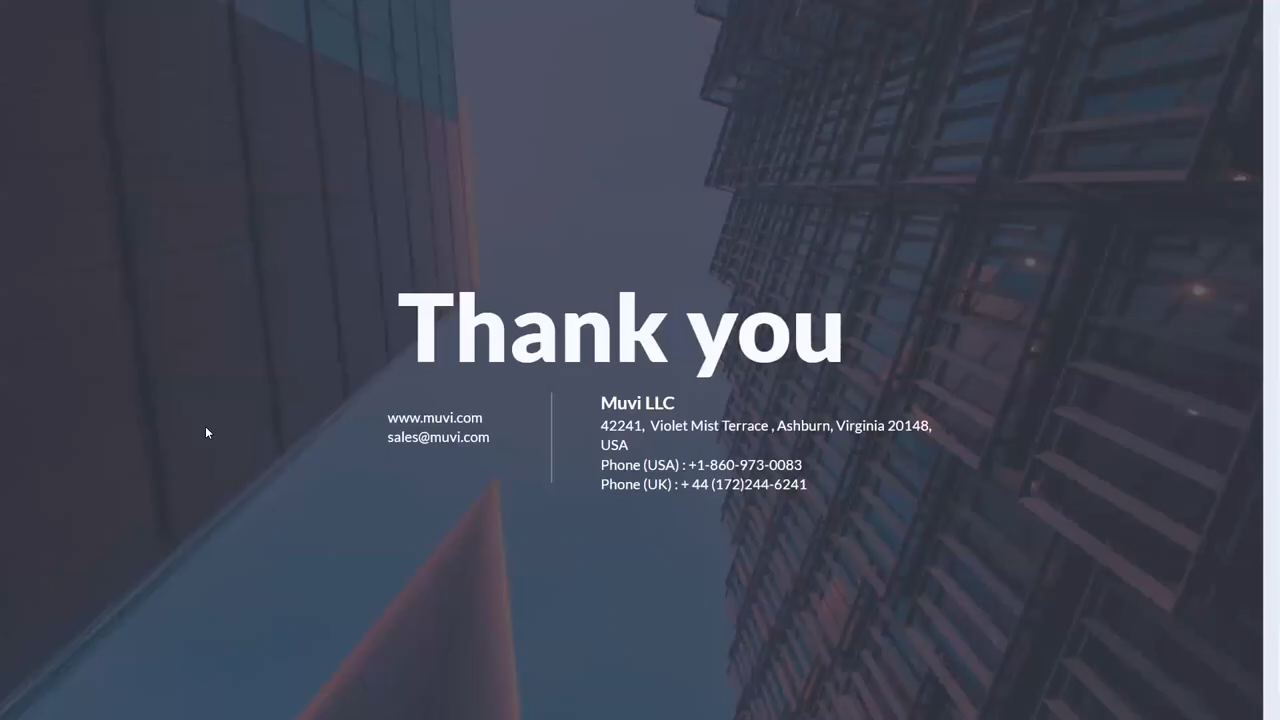 Thank you
www.muvi.com
sales@muvi.com
Muvi LLC
42241, Violet Mist Terrace , Ashburn, Virginia 20148,
USA
Phone (USA) : +1-860-973-0083
Phone (UK) : + 44 (172)244-6241